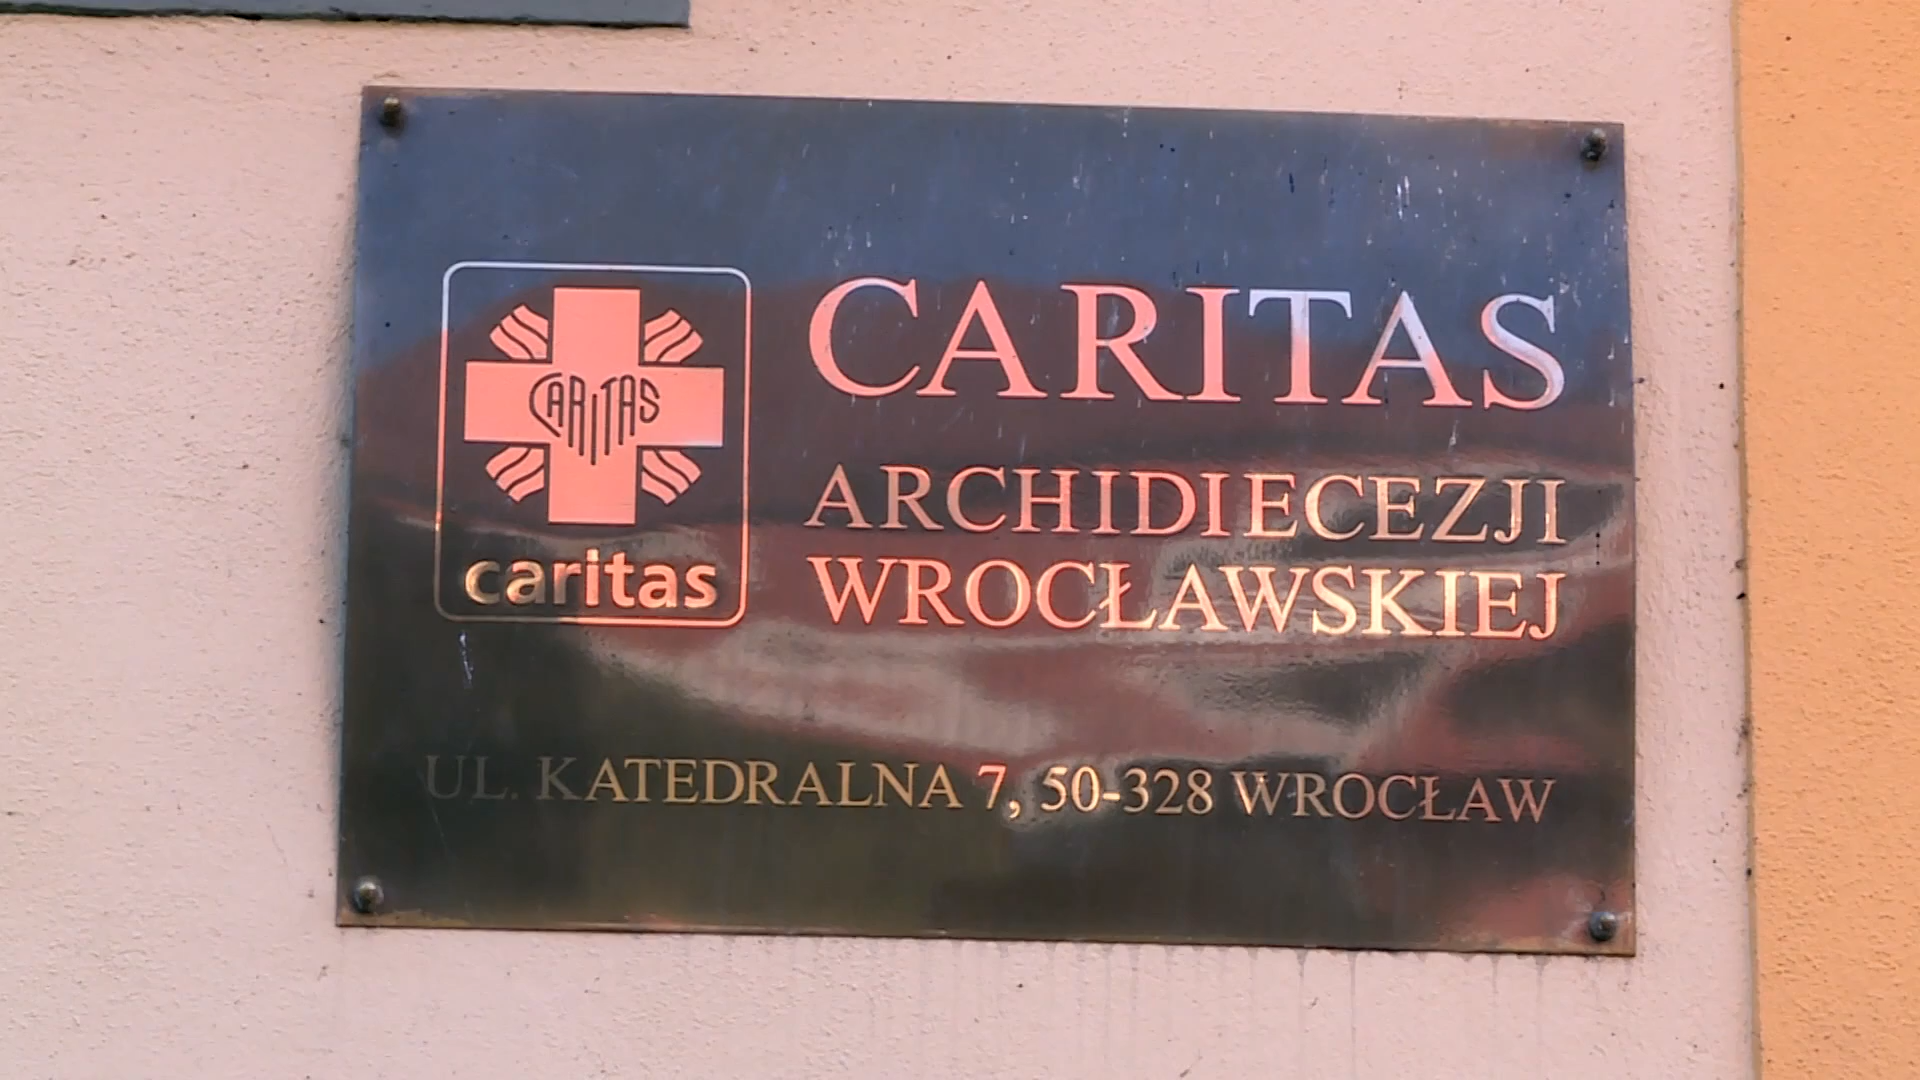 CARITAS
caritas
CARITAS
ARCHIDIECEZJI
WROCŁAWSKIEJ
UL. KATEDRALNA 7, 50-328 WROCŁAW